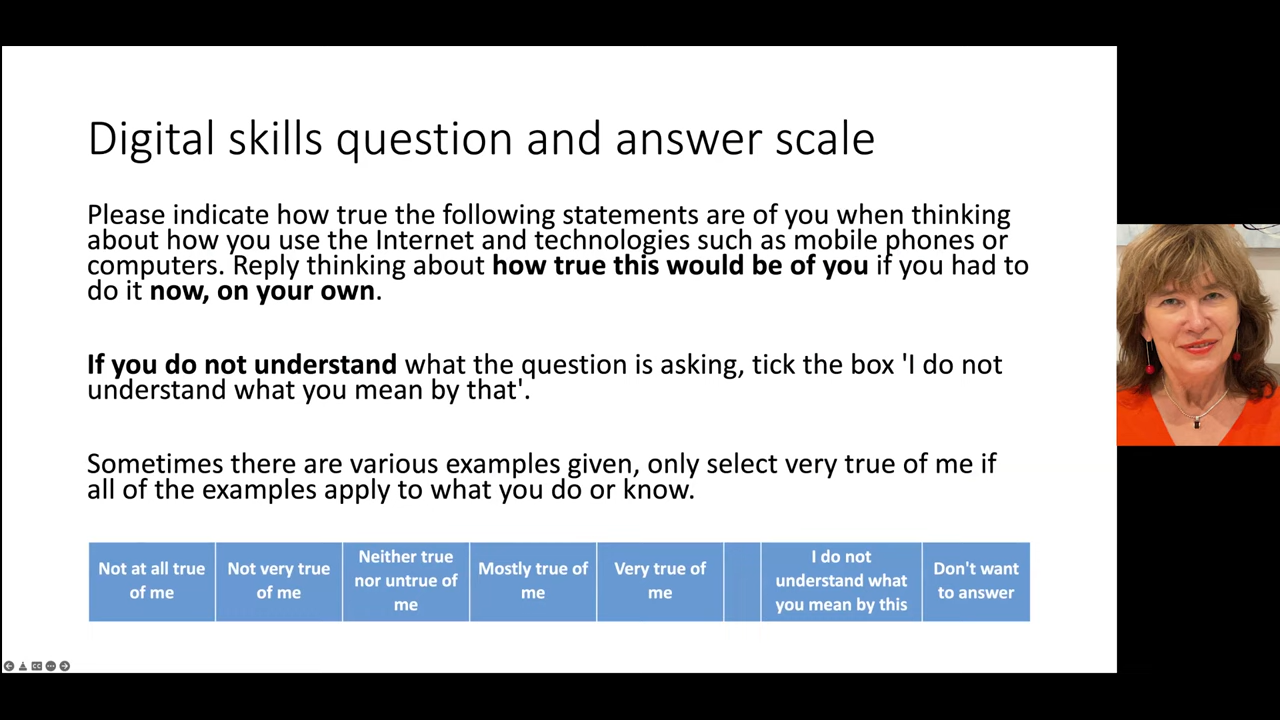 Digital skills question and answer scale
Please indicate how true the following statements are of you when thinking
about how you use the Internet and technologies such as mobile phones or
computers. Reply thinking about how true this would be of you if you had to
do it now, on your own.
If you do not understand what the question is asking, tick the box 'I do not
understand what you mean by that'.
Sometimes there are various examples given, only select very true of me if
all of the examples apply to what you do or know.
Not at all true
of me
Not very true
of me
Neither true
nor untrue of
me
Mostly true of
me
Very true of
me
I do not
understand what
you mean by this
Don't want
to answer